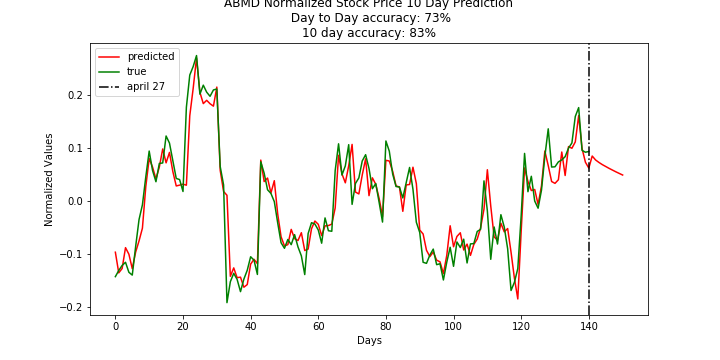 ABMD Normalized Stock Price 10 Day Prediction
Day to Day accuracy: 73%
10 day accuracy: 83%
predicted
true
april 27
Normalized Values
0.2
0.1
0.0
−0.1
−0.2
0 20 40 60 80 100 120 140
Days